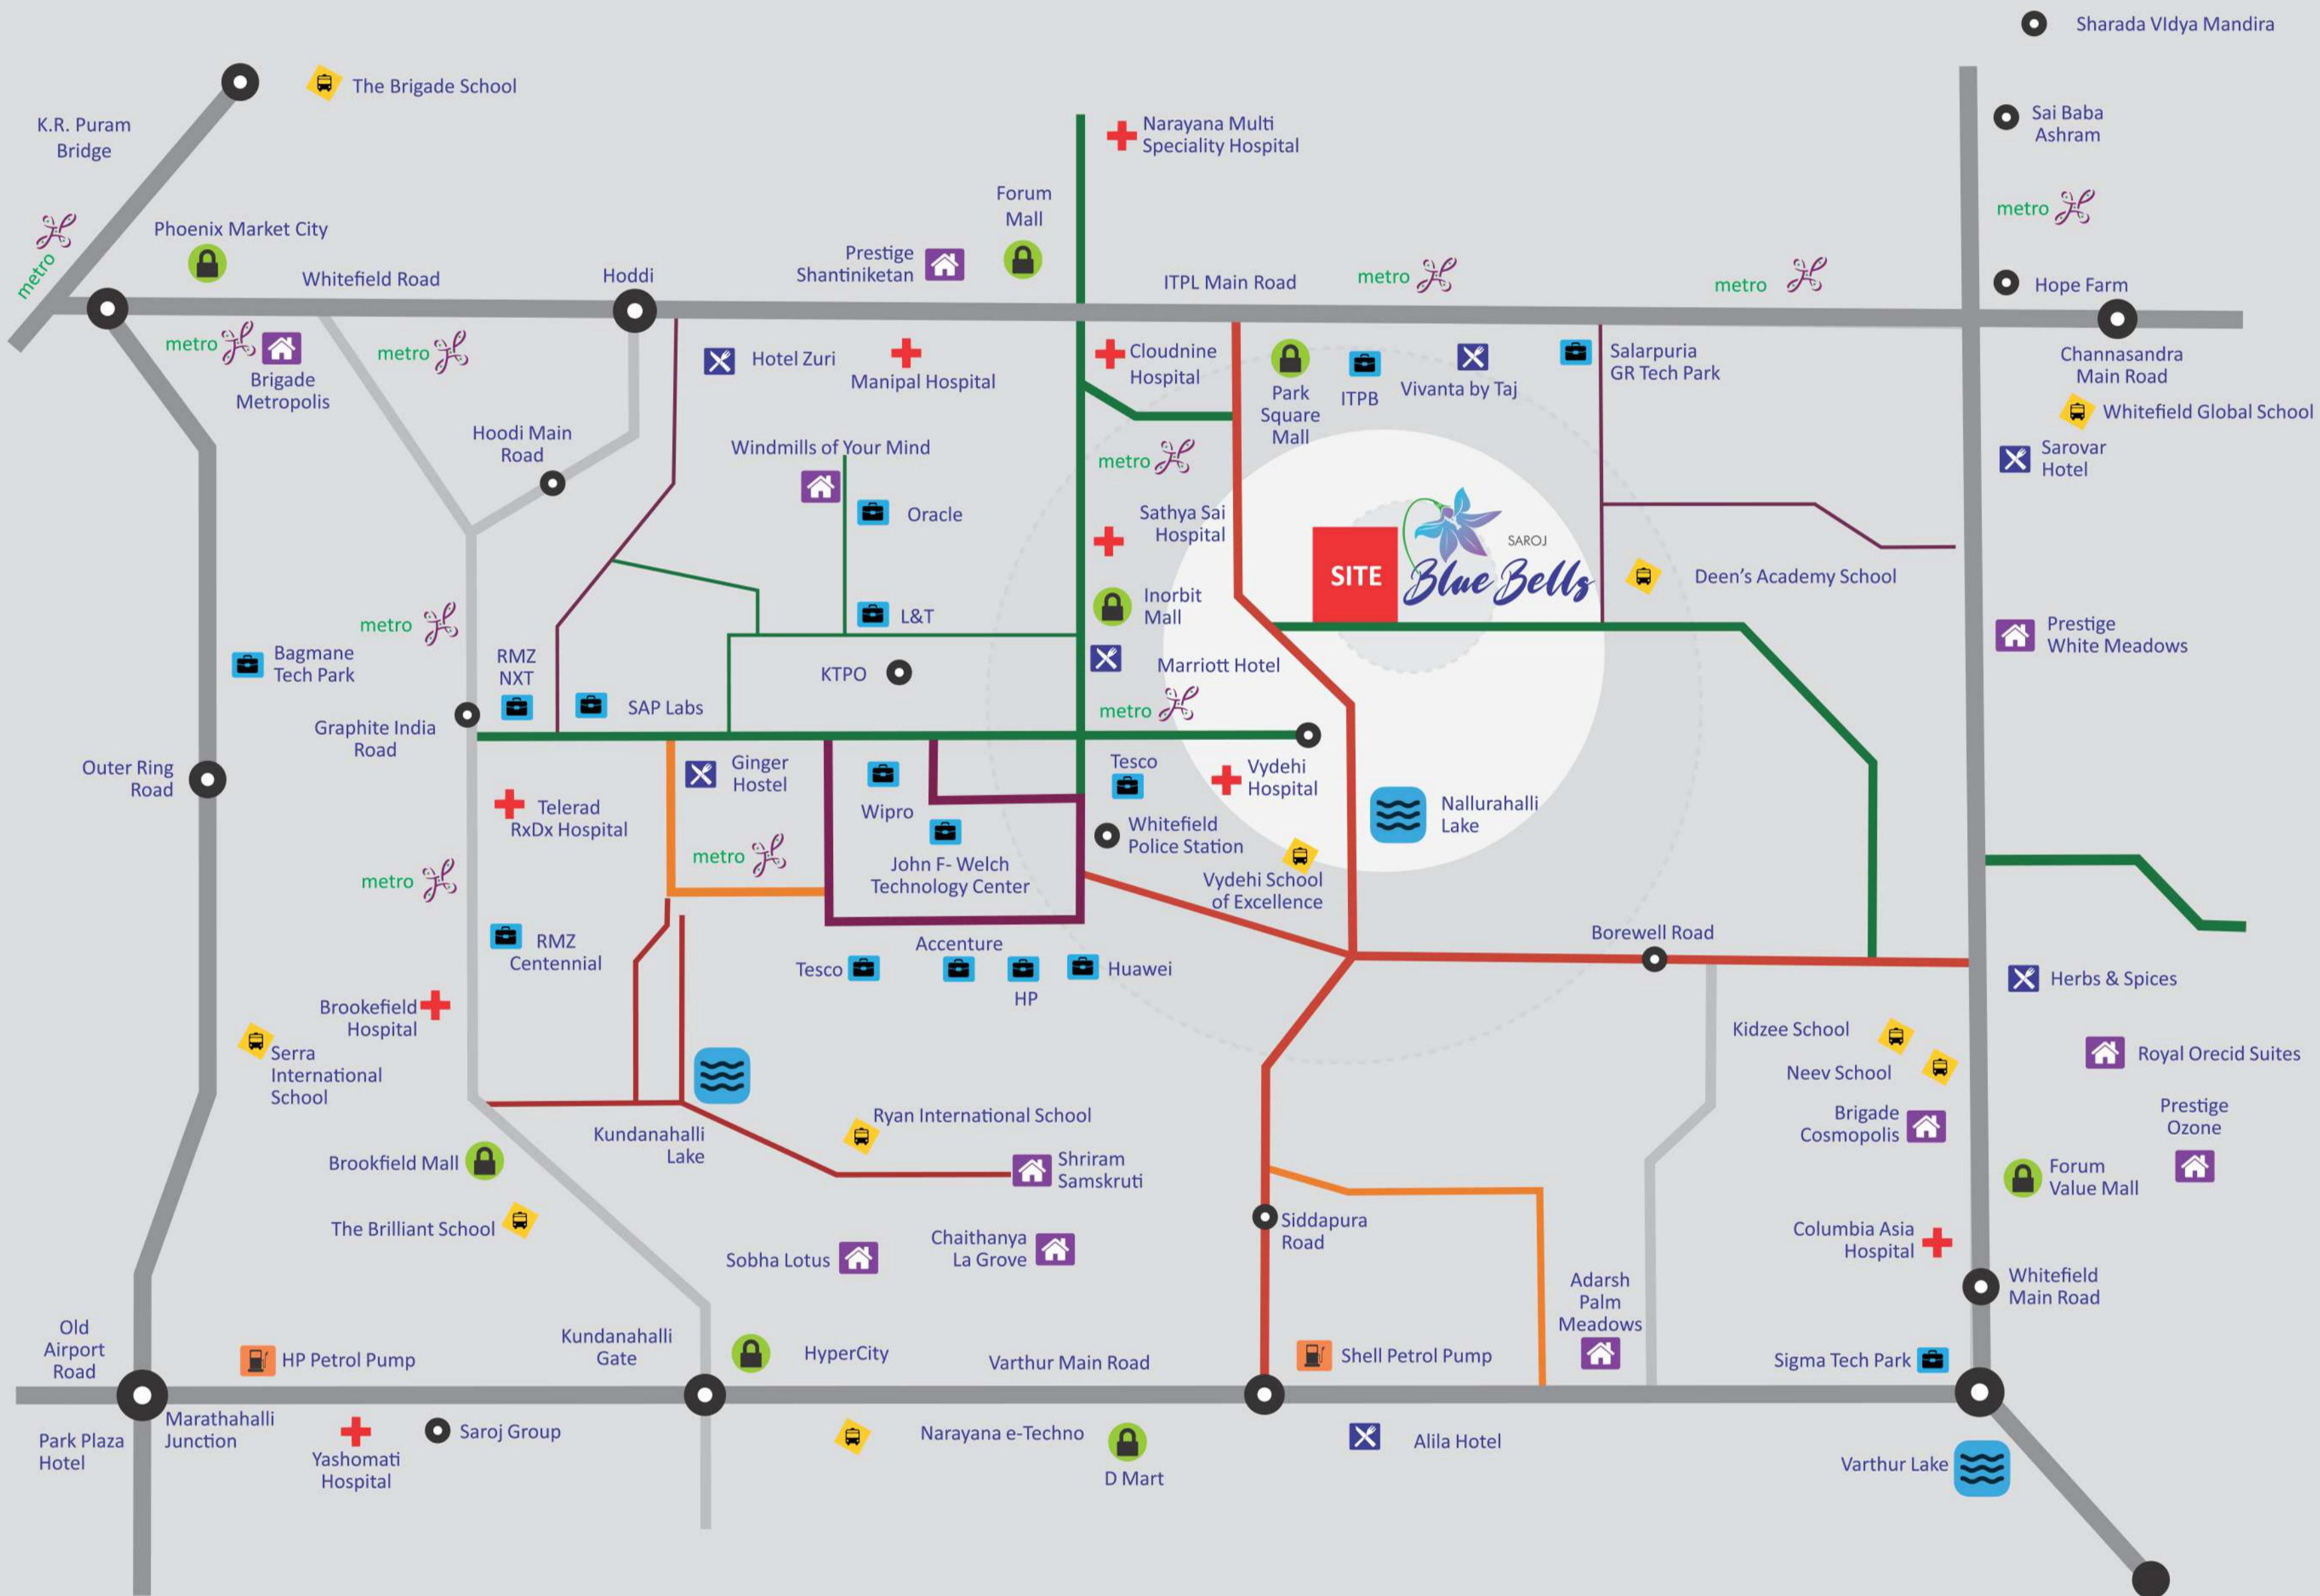 Sharada VIdya Mandira
The Brigade School
K.R. Puram
Bridge
Sai Baba
Ashram
Narayana Multi
Speciality Hospital
Forum
Mall
metro
Phoenix Market City
metro
Prestige
Shantiniketan
Whitefield Road
Hoddi
ITPL Main Road
metro
metro
Hope Farm
metro
Brigade
Metropolis
metro
Hotel Zuri
Manipal Hospital
Cloudnine
Hospital
Park
Square
Mall
ITPB
Vivanta by Taj
Salarpuria
GR Tech Park
Channasandra
Main Road
Whitefield Global School
Hoodi Main
Road
Windmills of Your Mind
metro
Sarovar
Hotel
Oracle
Sathya Sai
Hospital
SITE
SAROJ
Blue Bells
Deen's Academy School
L&T
Inorbit
Mall
metro
Bagmane
Tech Park
RMZ
NXT
KTPO
Marriott Hotel
Prestige
White Meadows
SAP Labs
metro
Graphite India
Road
Outer Ring
Road
Ginger
Hostel
Tesco
Vydehi
Hospital
Telerad
RxDx Hospital
Wipro
Nallurahalli
Lake
Whitefield
Police Station
metro
John F- Welch
Technology Center
metro
Vydehi School
of Excellence
RMZ
Centennial
Accenture
Borewell Road
Tesco
HP
Huawei
Herbs & Spices
Brookefield
Hospital
Kidzee School
Serra
International
School
Royal Orecid Suites
Neev School
Kundanahalli
Lake
Ryan International School
Brigade
Cosmopolis
Prestige
Ozone
Brookfield Mall
Shriram
Samskruti
Forum
Value Mall
The Brilliant School
Siddapura
Road
Sobha Lotus
Chaithanya
La Grove
Columbia Asia
Hospital
Adarsh
Palm
Meadows
Whitefield
Main Road
Old
Airport
Road
HP Petrol Pump
Kundanahalli
Gate
HyperCity
Varthur Main Road
Shell Petrol Pump
Sigma Tech Park
Park Plaza
Hotel
Marathahalli
Junction
Yashomati
Hospital
Saroj Group
Narayana e-Techno
D Mart
Alila Hotel
Varthur Lake